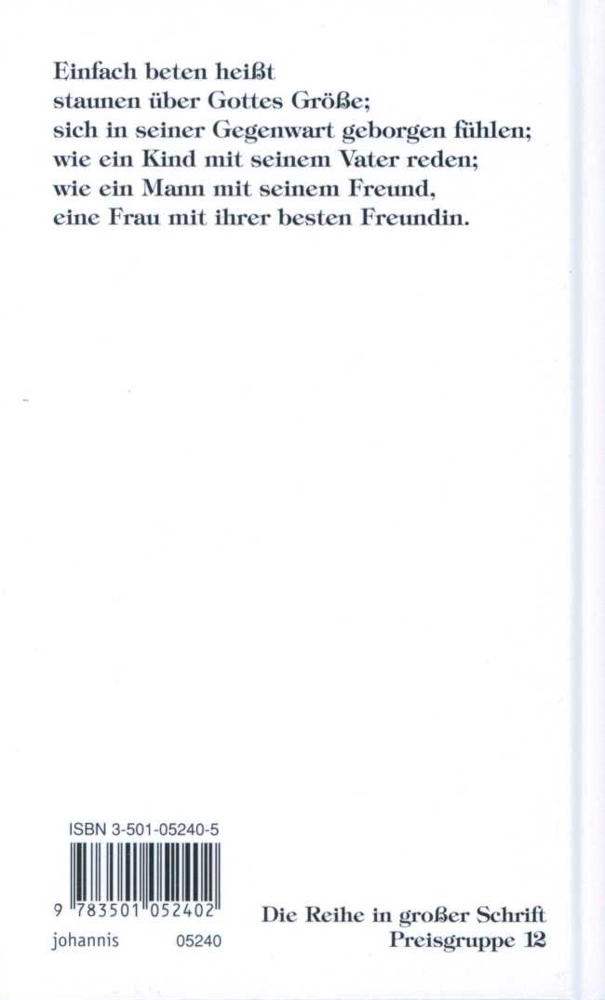 Einfach beten heißt
staunen über Gottes Größe;
sich in seiner Gegenwart geborgen fühlen;
wie ein Kind mit seinem Vater reden;
wie ein Mann mit seinem Freund,
eine Frau mit ihrer besten Freundin.
ISBN 3-501-05240-5
9 783501 052402
johannis 05240
Die Reihe in großer Schrift
Preisgruppe 12